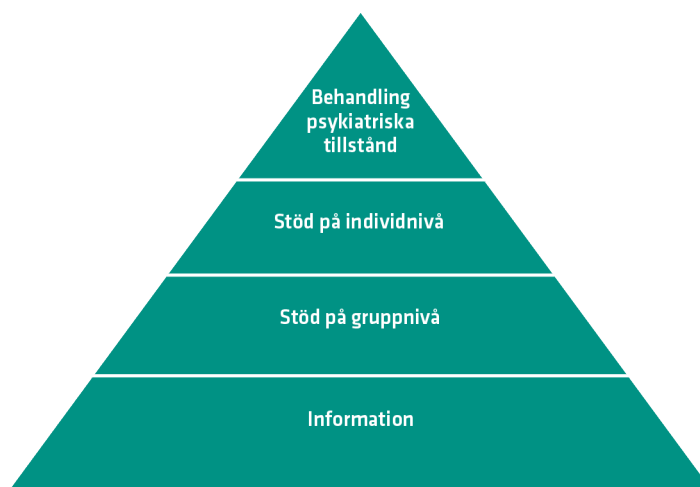 Behandling
psykiatriska
tillstånd
Stöd på individnivå
Stöd på gruppnivå
Information